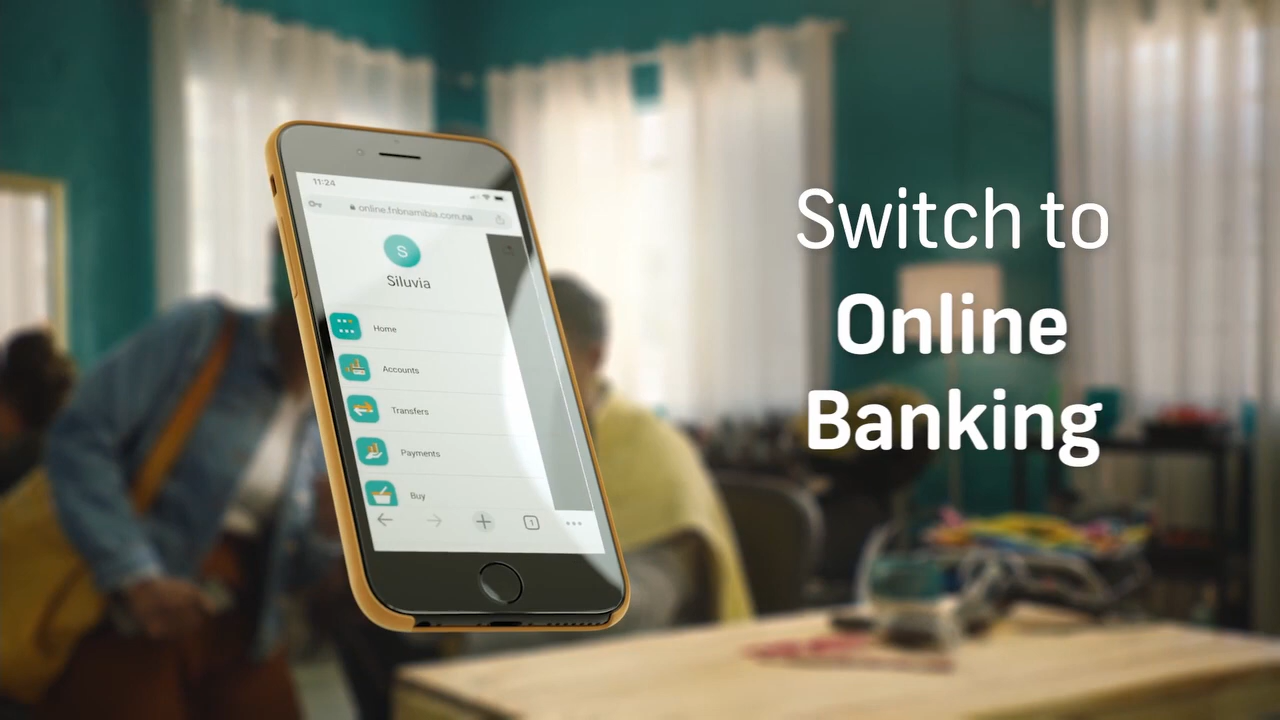 11:24
online.fnbnamibia.com.na
S
Siluvia
Home
Accounts
Transfers
Payments
Buy
1
Switch to
Online
Banking